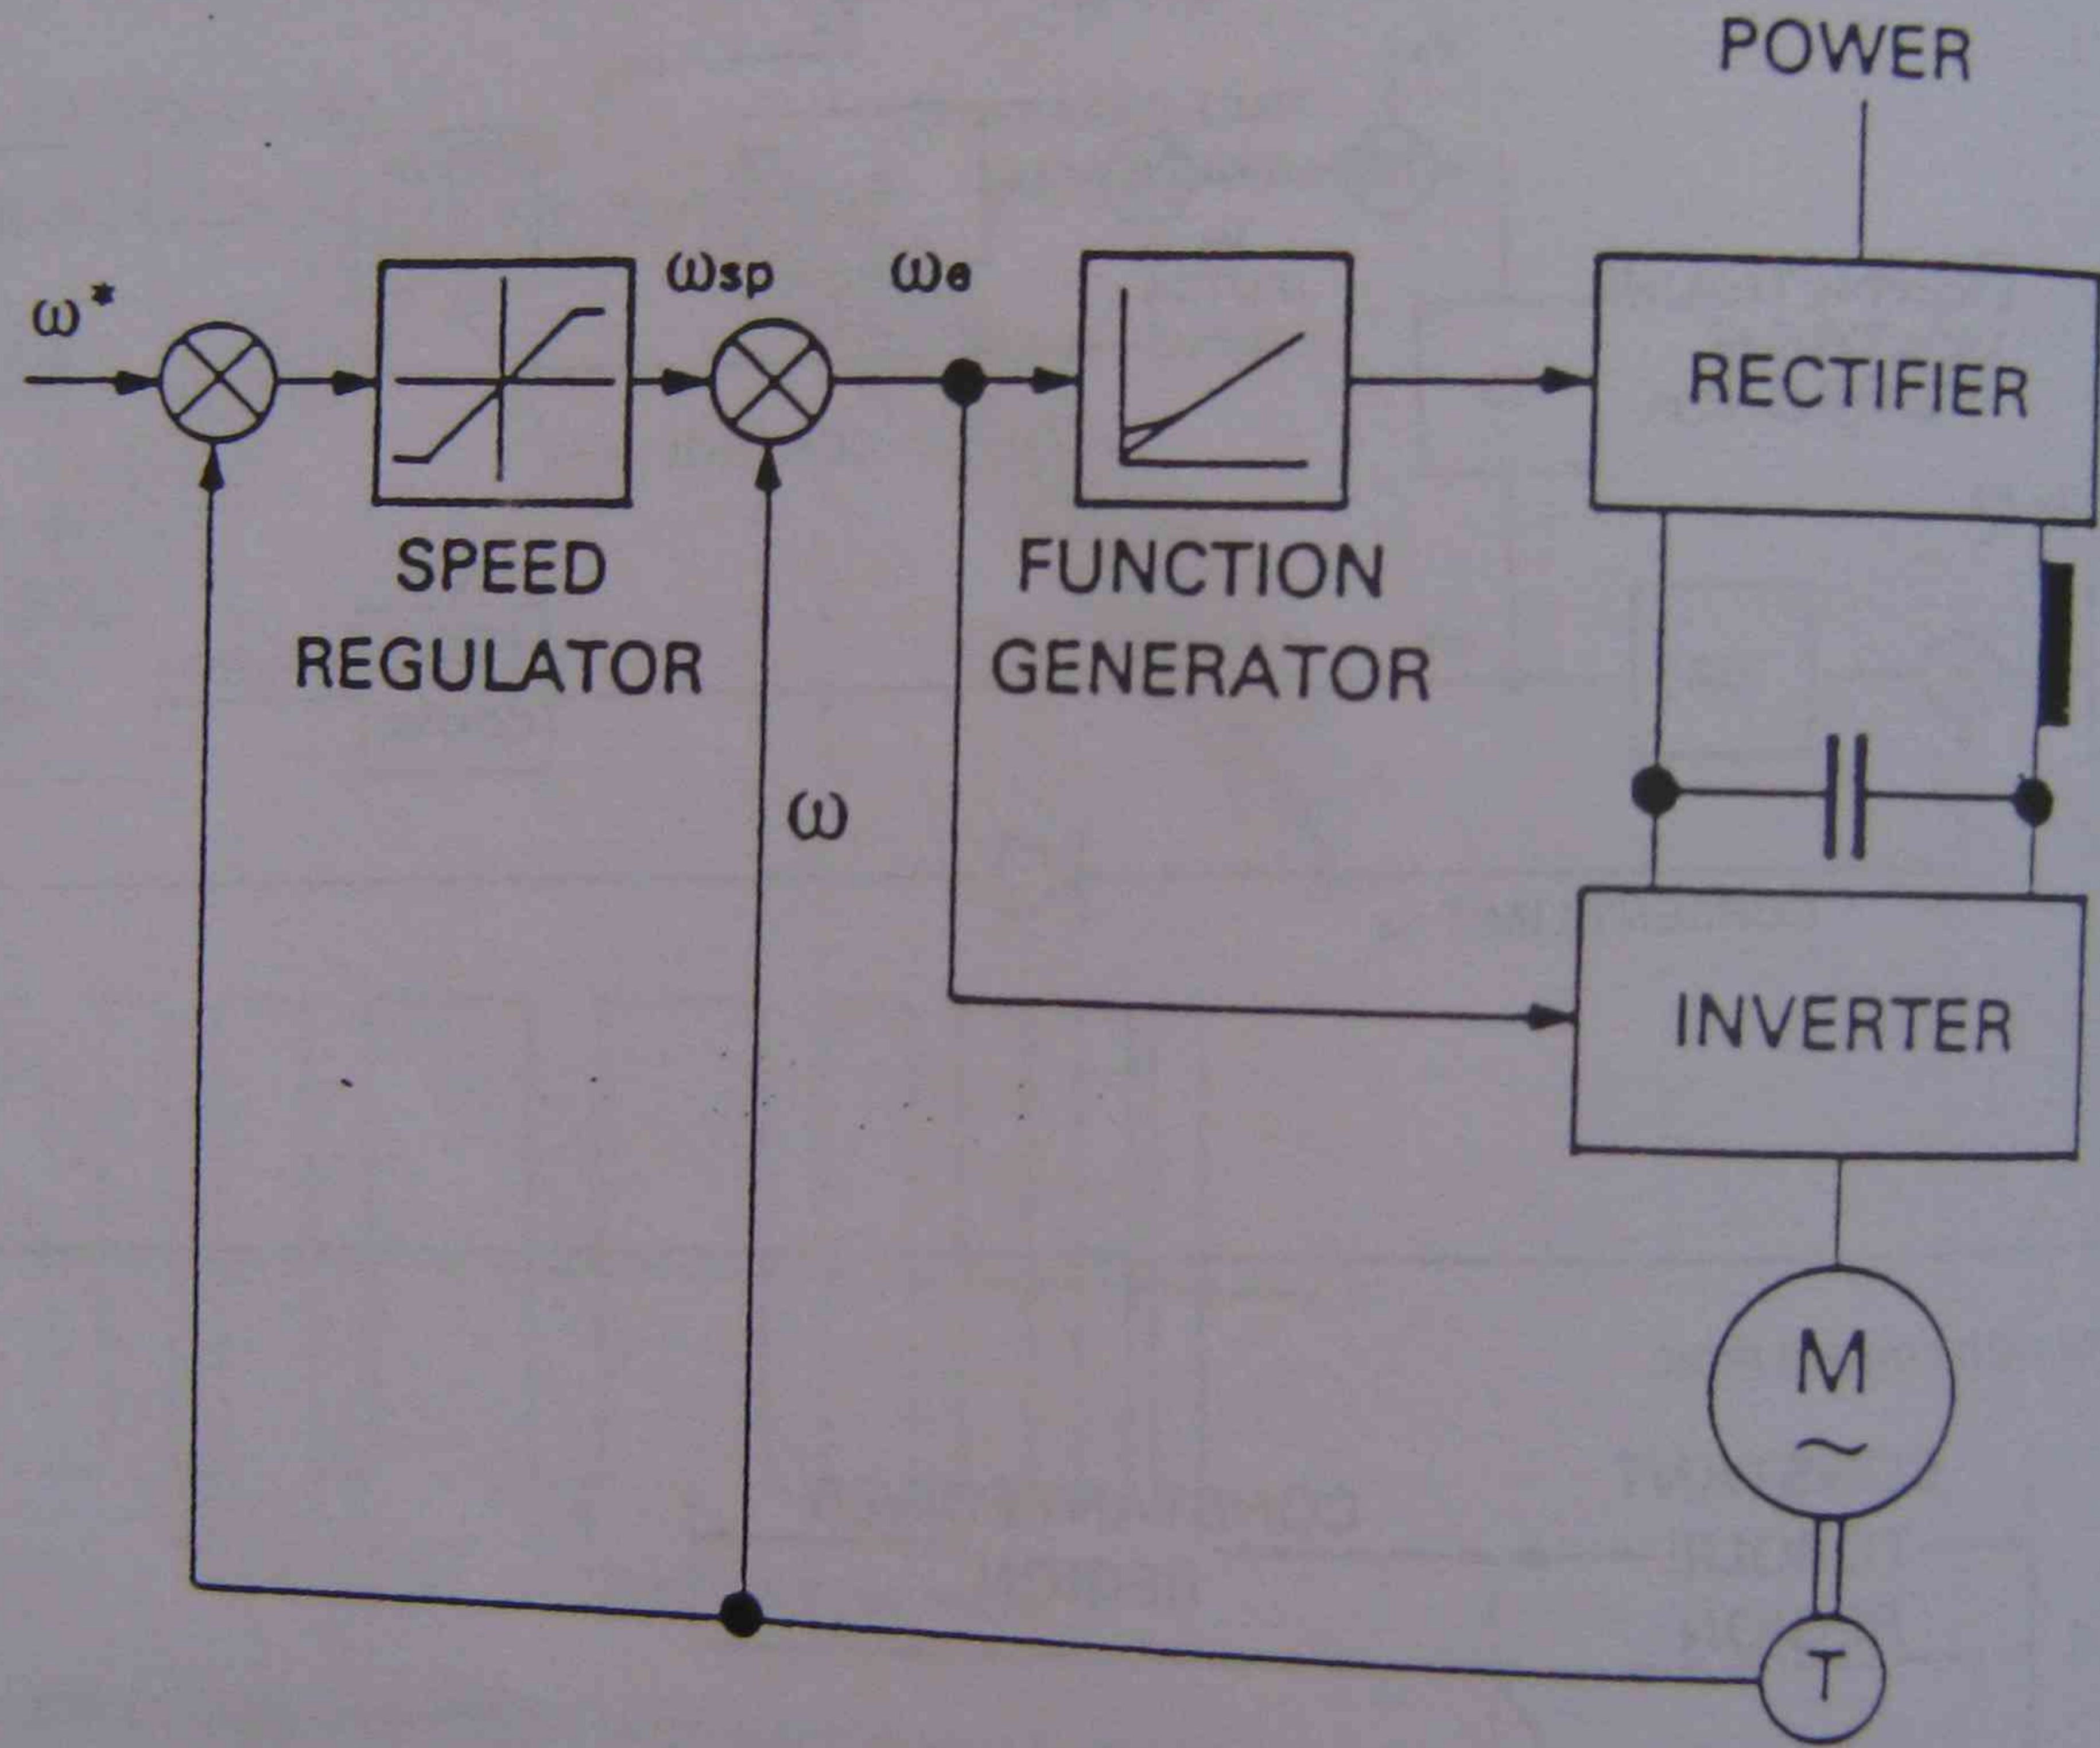 POWER
ω*
ωsp
ωe
RECTIFIER
SPEED
REGULATOR
FUNCTION
GENERATOR
ω
INVERTER
M
~
T